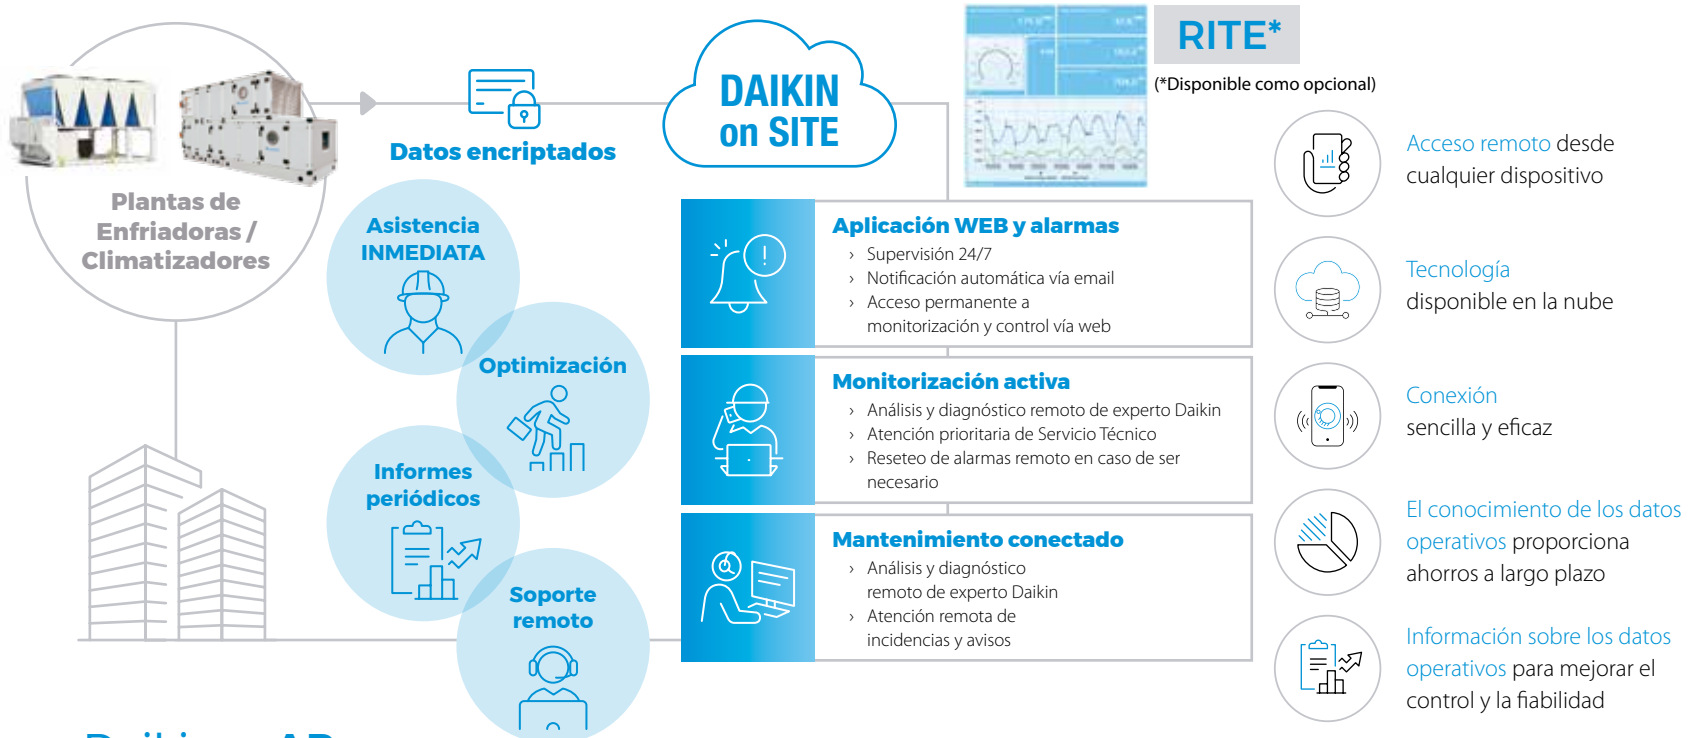 Plantas de
Enfriadoras /
Climatizadores
Datos encriptados
DAIKIN
on SITE
RITE*
(*Disponible como opcional)
Asistencia
INMEDIATA
Optimización
Informes
periódicos
Soporte
remoto
Aplicación WEB y alarmas
› Supervisión 24/7
› Notificación automática vía email
› Acceso permanente a
monitorización y control vía web
Monitorización activa
› Análisis y diagnóstico remoto de experto Daikin
› Atención prioritaria de Servicio Técnico
› Reseteo de alarmas remoto en caso de ser
necesario
Mantenimiento conectado
› Análisis y diagnóstico
remoto de experto Daikin
› Atención remota de
incidencias y avisos
Acceso remoto desde
cualquier dispositivo
Tecnología
disponible en la nube
Conexión
sencilla y eficaz
El conocimiento de los datos
operativos proporciona
ahorros a largo plazo
Información sobre los datos
operativos para mejorar el
control y la fiabilidad